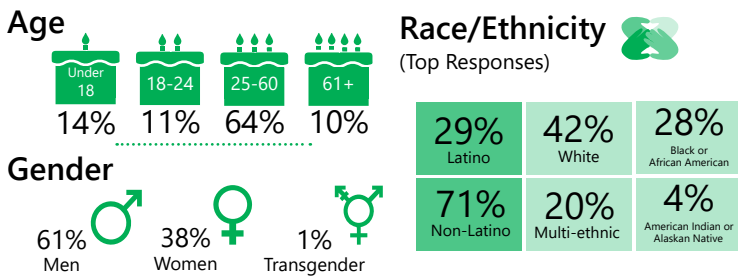 Age
Under
18
18-24
25-60
61+
14%
11%
64%
10%
Gender
61%
Men
38%
Women
1%
Transgender
Race/Ethnicity
(Top Responses)
29%
Latino
42%
White
28%
Black or
African American
71%
Non-Latino
20%
Multi-ethnic
4%
American Indian or
Alaskan Native